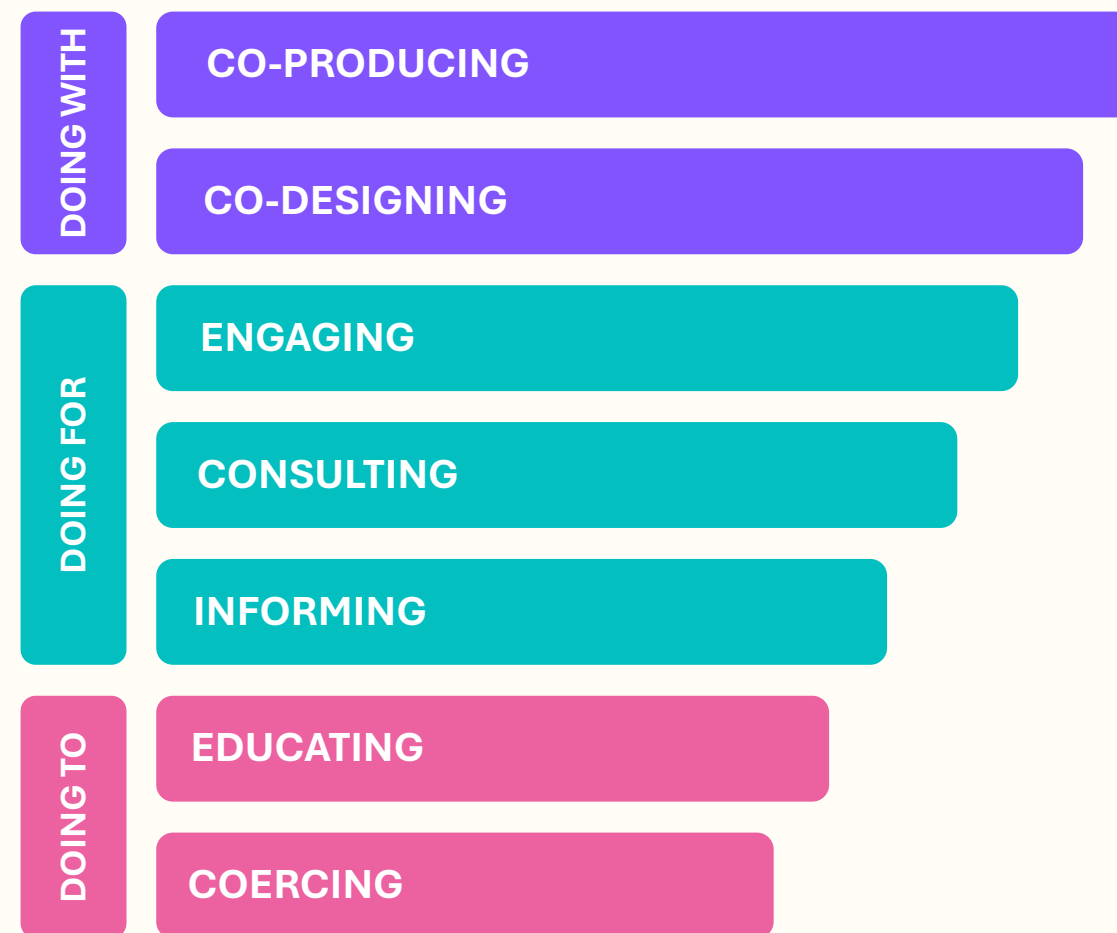 DOING WITH
CO-PRODUCING
CO-DESIGNING
DOING FOR
ENGAGING
CONSULTING
INFORMING
DOING TO
EDUCATING
COERCING